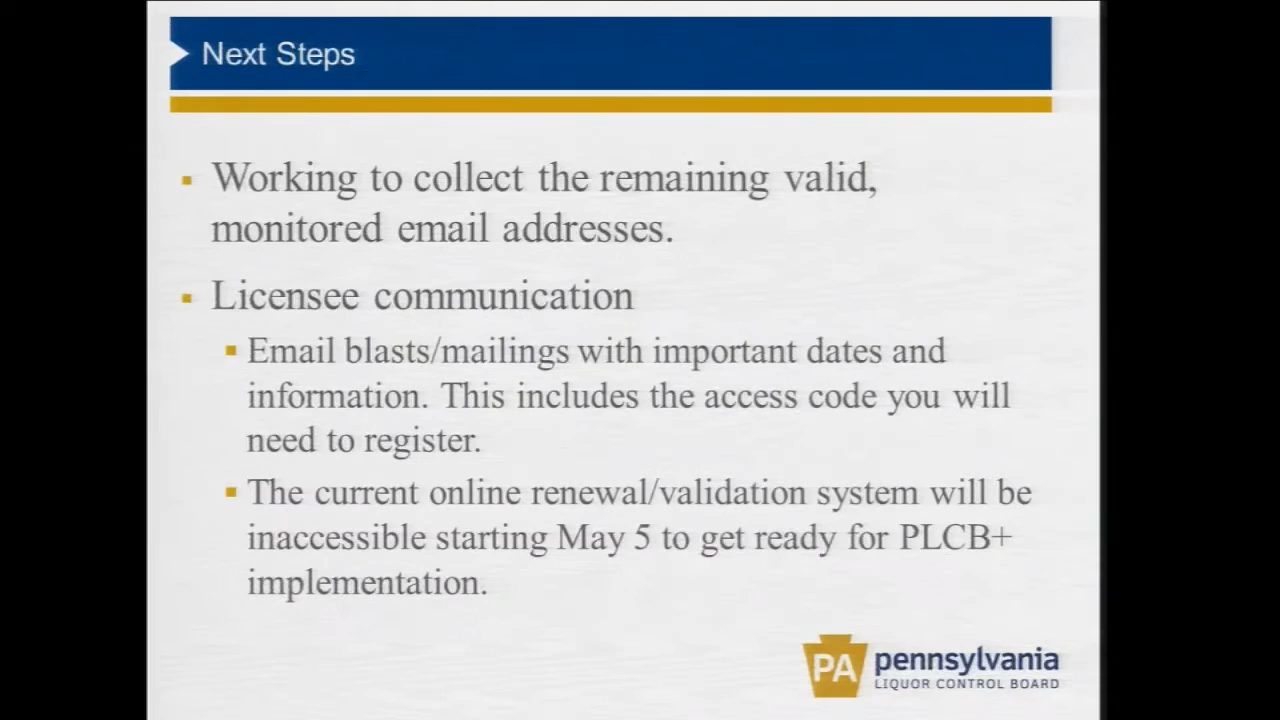 Next Steps
Working to collect the remaining valid,
monitored email addresses.
Licensee communication
Email blasts/mailings with important dates and
information. This includes the access code you will
need to register.
The current online renewal/validation system will be
inaccessible starting May 5 to get ready for PLCB+
implementation.
PA pennsylvania
LIQUOR CONTROL BOARD